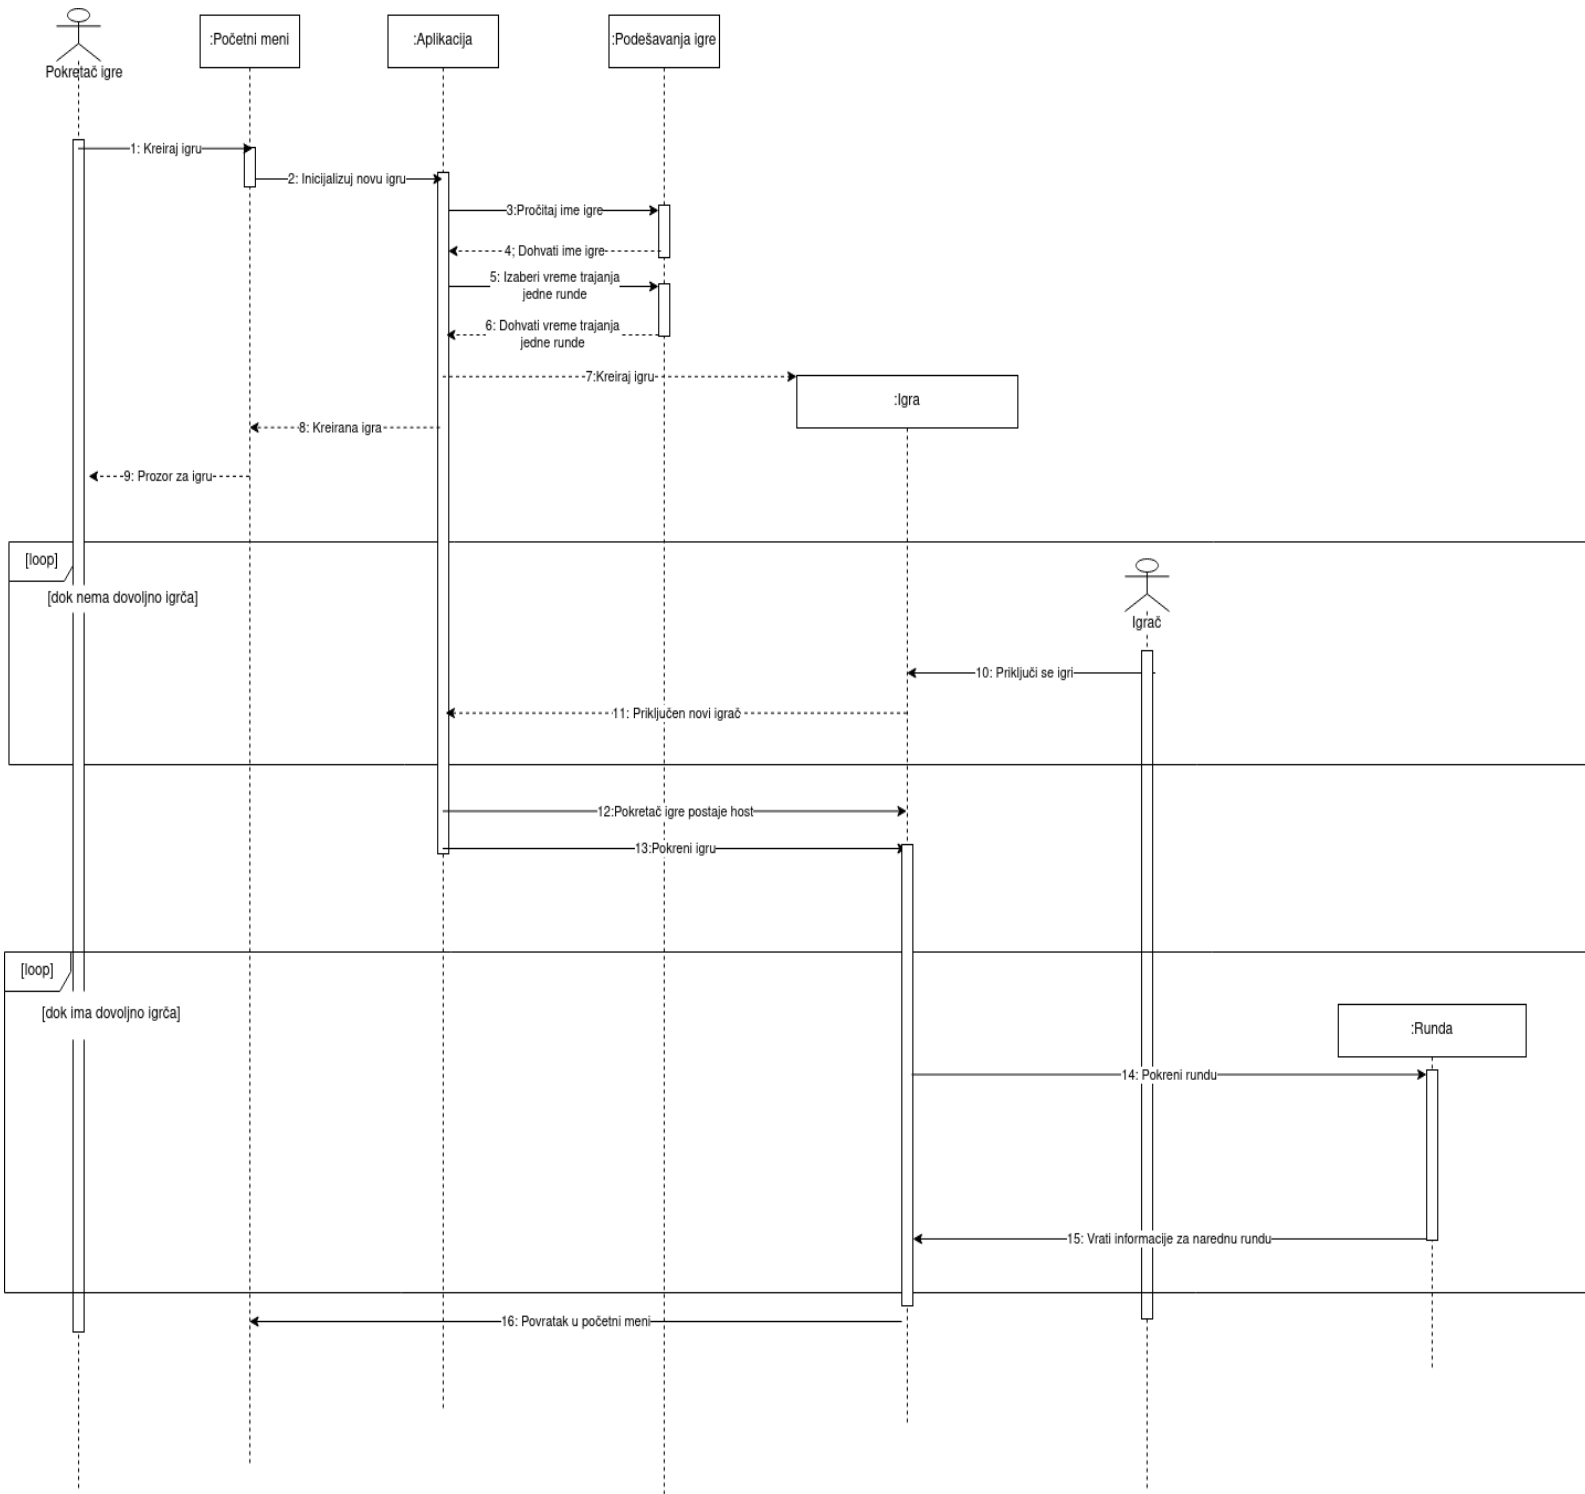 Pokretač igre
:Početni meni
:Aplikacija
:Podešavanja igre
1: Kreiraj igru
2: Inicijalizuj novu igru
3:Pročitaj ime igre
4; Dohvati ime igre
5: Izaberi vreme trajanja
jedne runde
6: Dohvati vreme trajanja
jedne runde
7:Kreiraj igru
:Igra
8: Kreirana igra
9: Prozor za igru
[loop]
[dok nema dovoljno igrča]
Igrač
10: Priključi se igri
11: Priključen novi igrač
12:Pokretač igre postaje host
13:Pokreni igru
[loop]
[dok ima dovoljno igrča]
:Runda
14: Pokreni rundu
15: Vrati informacije za narednu rundu
16: Povratak u početni meni